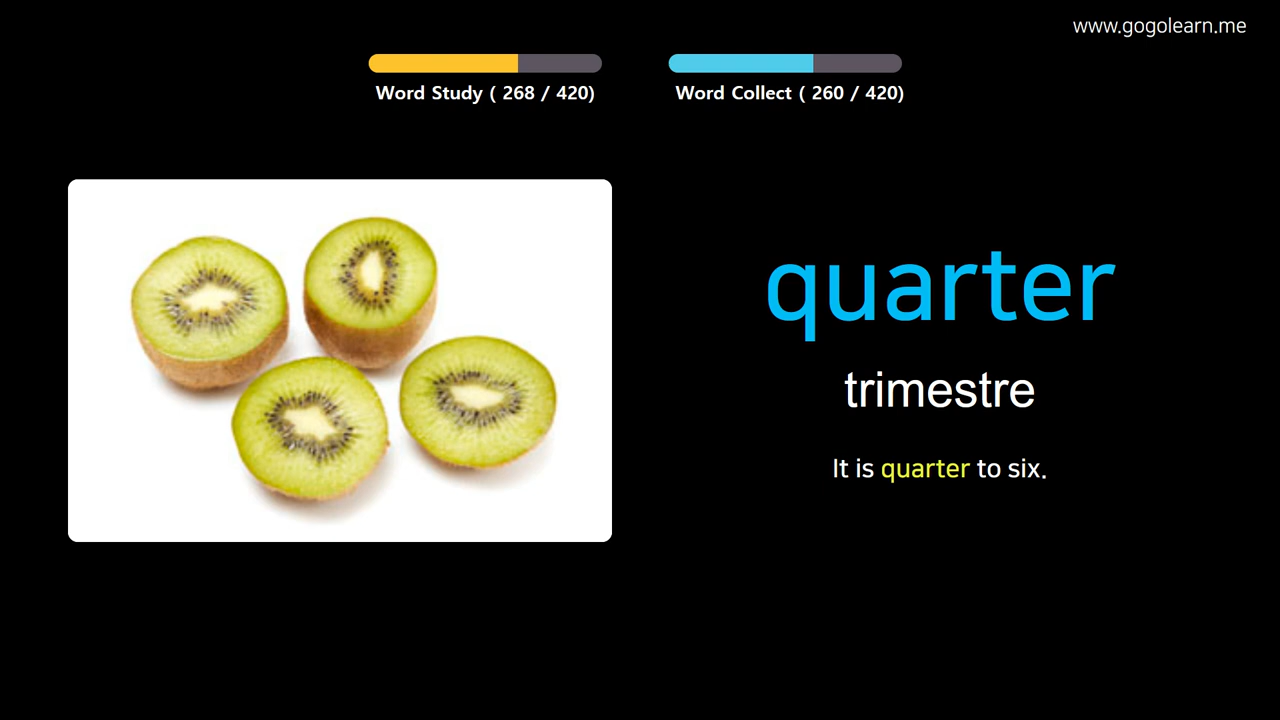 www.gogolearn.me
Word Study ( 268 / 420)
Word Collect ( 260 / 420)
quarter
trimestre
It is quarter to six.